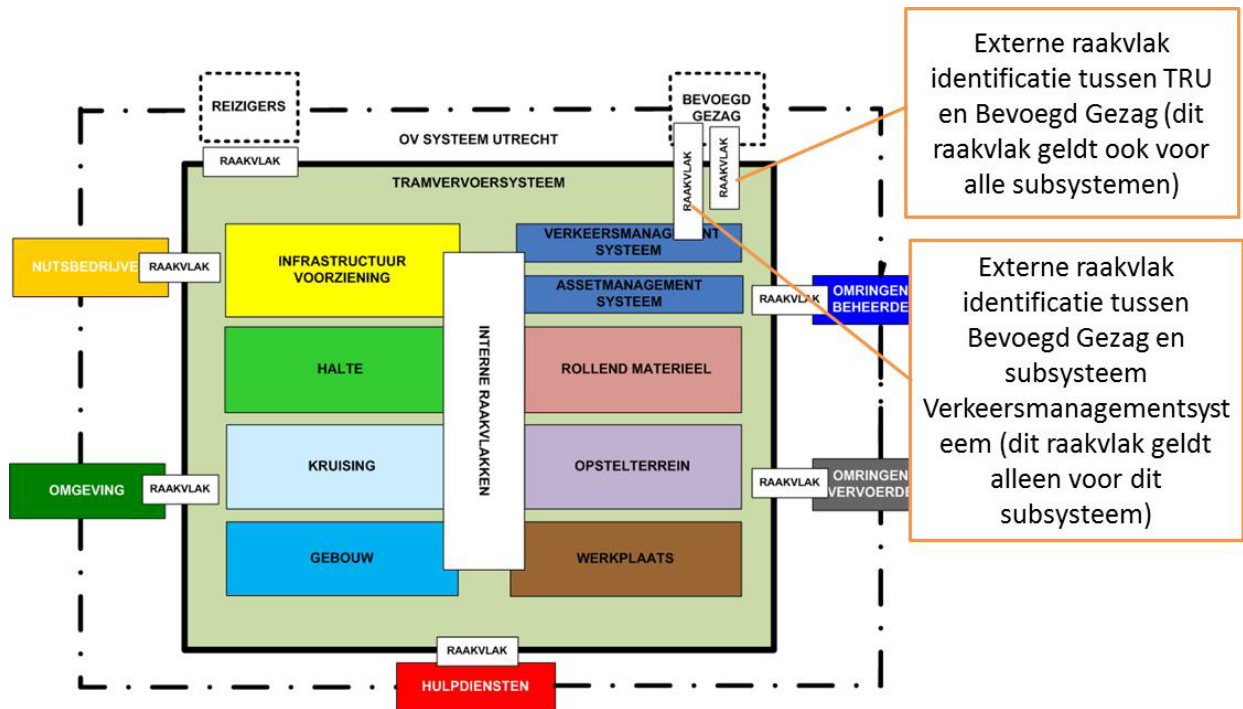 REIZIGERS
BEVOEGD
GEZAG
OV SYSTEEM UTRECHT
RAAKVLAK
RAAKVLAK
RAAKVLAK
TRAMVERVOERSYSTEEM
NUTSBEDRIJVE
RAAKVLAK
INFRASTRUCTUUR
VOORZIENING
VERKEERSMANAGEMENT
SYSTEEM
ASSETMANAGEMENT
SYSTEEM
RAAKVLAK
OMRINGEN
BEHEERDE
INTERNE RAAKVLAKKEN
HALTE
ROLLEND MATERIEEL
OMGEVING
RAAKVLAK
KRUISING
OPSTELTERREIN
RAAKVLAK
OMRINGEN
VERVOERDE
GEBOUW
WERKPLAATS
RAAKVLAK
HULPDIENSTEN
Externe raakvlak
identificatie tussen TRU
en Bevoegd Gezag (dit
raakvlak geldt ook voor
alle subsystemen)
Externe raakvlak
identificatie tussen
Bevoegd Gezag en
subsysteem
Verkeersmanagementsyst
eem (dit raakvlak geldt
alleen voor dit
subsysteem)